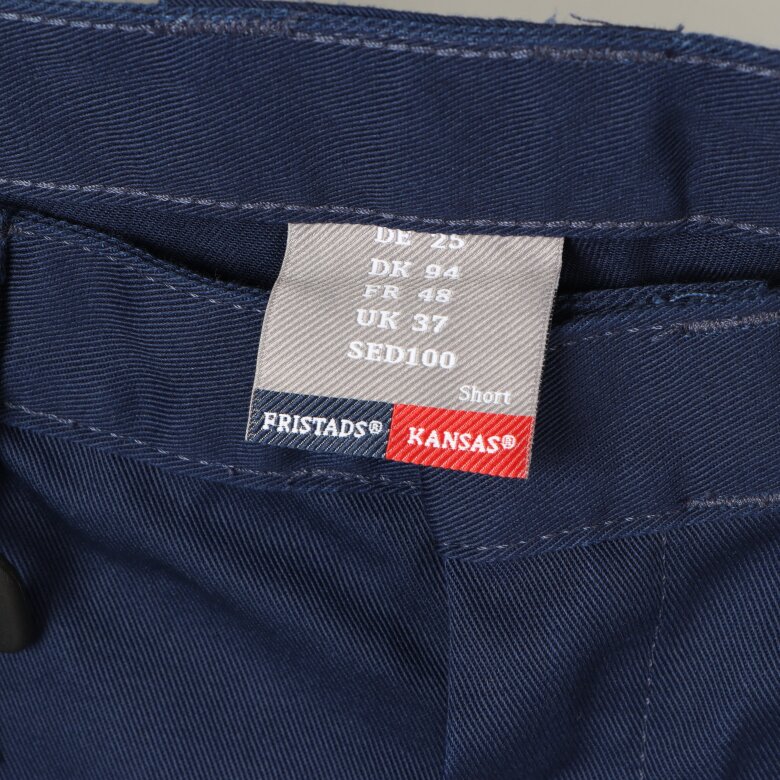 DE 25
DK 94
FR 48
UK 37
SED100
Short
FRISTADS® KANSAS®